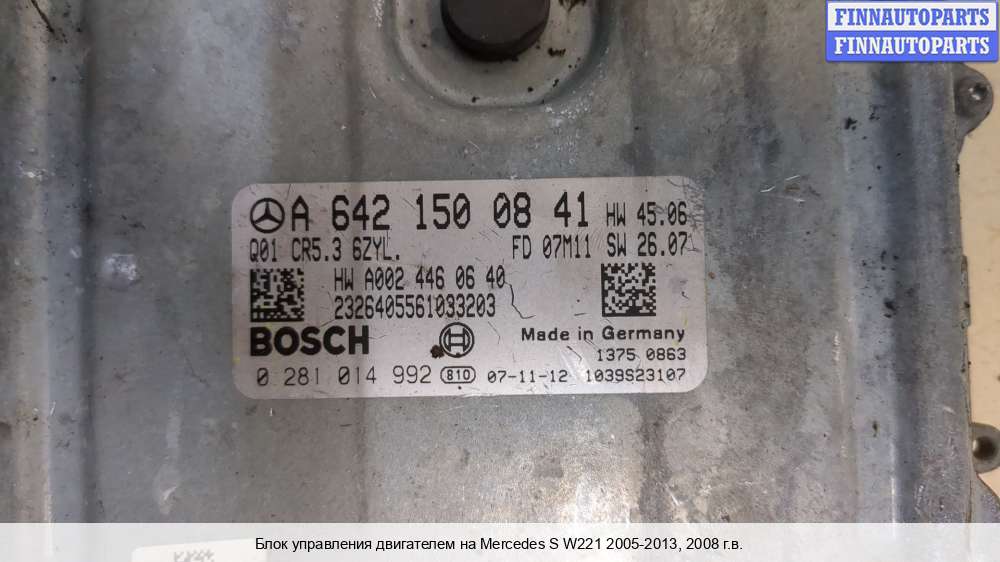 FINNAUTOPARTS
FINNAUTOPARTS
A 642 150 08 41 HW 45.06
Q01 CR5.3 6ZYL. FD 07M11 SW 26.07
HW A002 446 06 40
2326405561033203
BOSCH Made in Germany
1375 0863
0 281 014 992 810 07-11-12 1039S23107
Блок управления двигателем на Mercedes S W221 2005-2013, 2008 г.в.